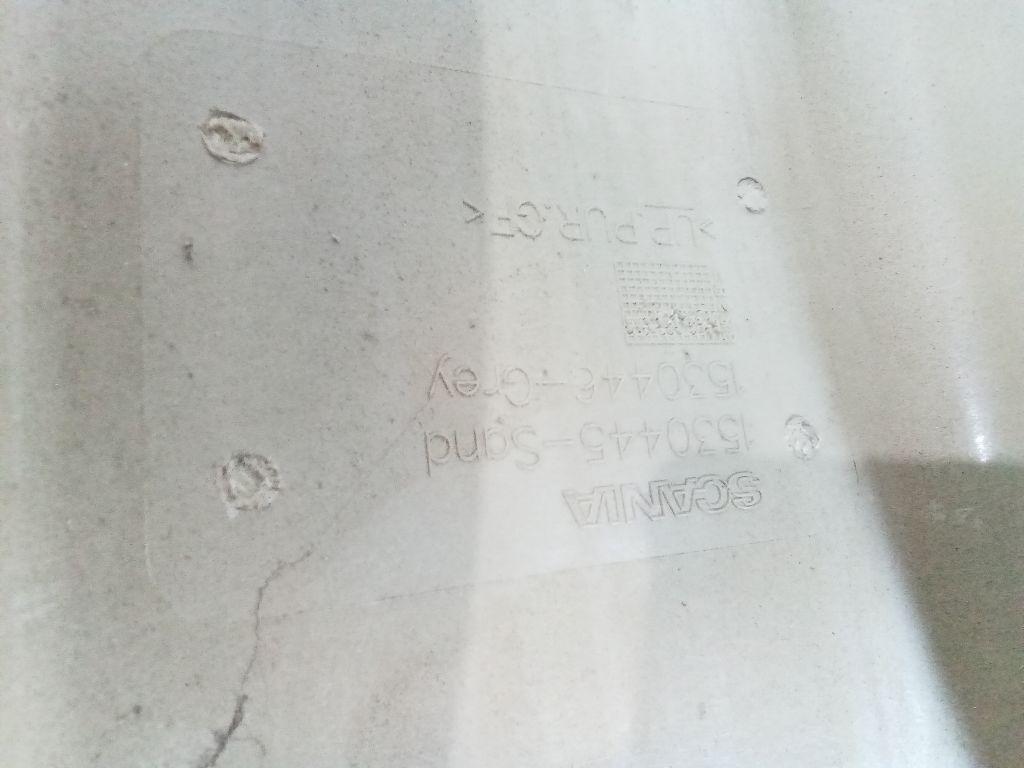 SCANIA
1530445-Sand
1530446-Grey
>UP.PUR.GF<